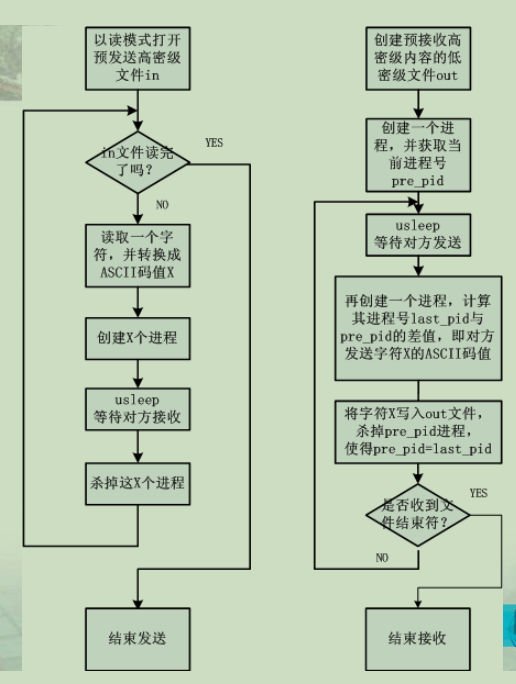 以读模式打开
预发送高密级
文件in
in文件读完
了吗？
YES
NO
读取一个字
符，并转换成
ASCII码值X
创建X个进程
usleep
等待对方接收
杀掉这X个进程
结束发送
创建预接收高
密级内容的低
密级文件out
创建一个进
程，并获取当
前进程号
pre_pid
usleep
等待对方发送
再创建一个进程，计算
其进程号last_pid与
pre_pid的差值，即对方
发送字符X的ASCII码值
将字符X写入out文件，
杀掉pre_pid进程，
使得pre_pid=last_pid
是否收到文
件结束符？
YES
NO
结束接收